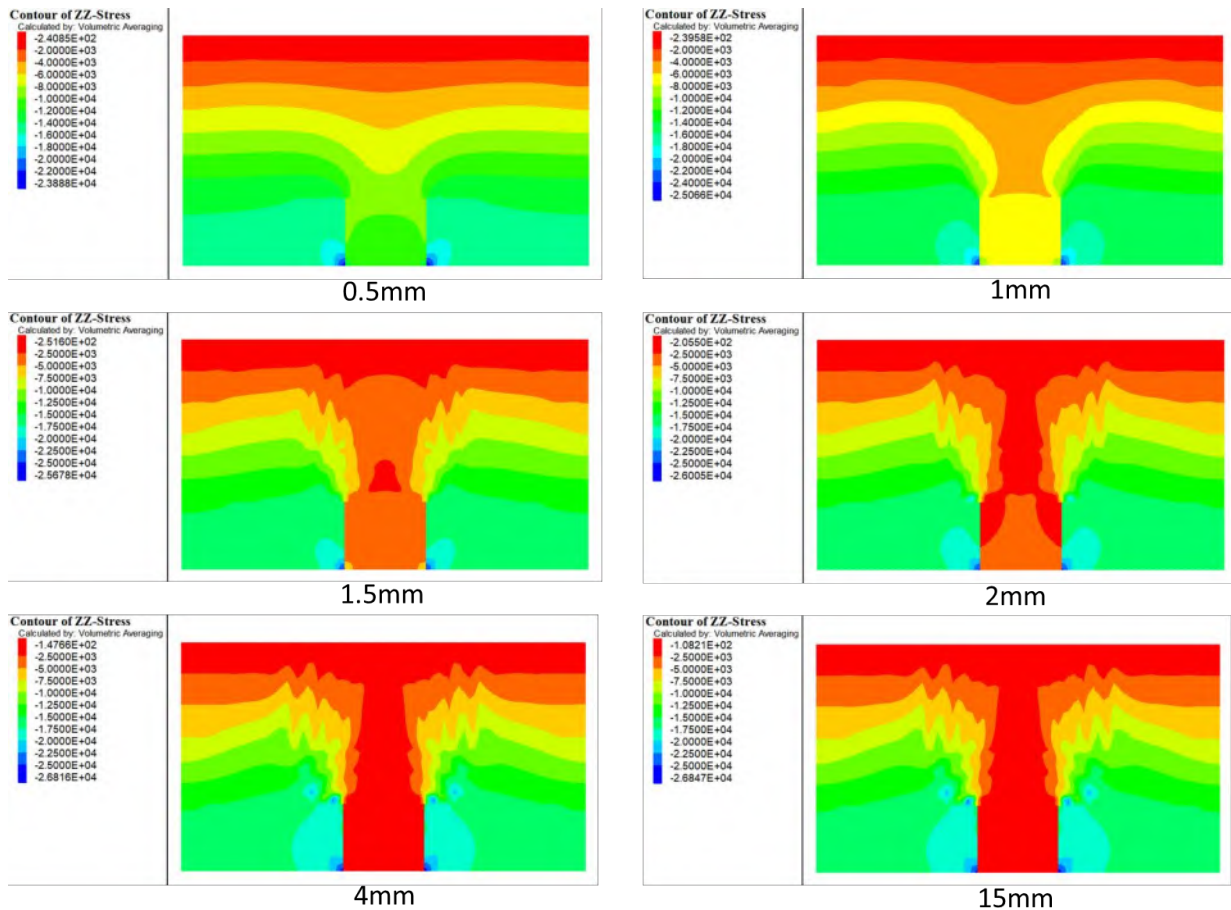 Contour of ZZ-Stress
Calculated by: Volumetric Averaging
-2.4085E+02
-2.0000E+03
-4.0000E+03
-6.0000E+03
-1.0000E+04
-1.2000E+04
-1.4000E+04
-1.6000E+04
-1.8000E+04
-2.0000E+04
-2.2000E+04
-2.3888E+04
0.5mm
Contour of ZZ-Stress
Calculated by: Volumetric Averaging
-2.3958E+02
-2.0000E+03
-4.0000E+03
-6.0000E+03
-1.0000E+04
-1.2000E+04
-1.4000E+04
-1.6000E+04
-2.0000E+04
-2.2000E+04
-2.4000E+04
-2.5066E+04
1mm
Contour of ZZ-Stress
Calculated by: Volumetric Averaging
-2.5160E+02
-2.5000E+03
-5.0000E+03
-7.5000E+03
-1.0000E+04
-1.2500E+04
-1.5000E+04
-1.7500E+04
-2.0000E+04
-2.2500E+04
-2.5000E+04
-2.5678E+04
1.5mm
Contour of ZZ-Stress
Calculated by: Volumetric Averaging
-2.0550E+02
-2.5000E+03
-5.0000E+03
-7.5000E+03
-1.0000E+04
-1.2500E+04
-1.5000E+04
-1.7500E+04
-2.0000E+04
-2.2500E+04
-2.5000E+04
-2.6005E+04
2mm
Contour of ZZ-Stress
Calculated by: Volumetric Averaging
-1.4766E+02
-2.5000E+03
-5.0000E+03
-7.5000E+03
-1.0000E+04
-1.2500E+04
-1.5000E+04
-1.7500E+04
-2.0000E+04
-2.2500E+04
-2.5000E+04
-2.6816E+04
4mm
Contour of ZZ-Stress
Calculated by: Volumetric Averaging
-1.0821E+02
-2.5000E+03
-5.0000E+03
-7.5000E+03
-1.0000E+04
-1.2500E+04
-1.5000E+04
-1.7500E+04
-2.0000E+04
-2.2500E+04
-2.5000E+04
-2.6847E+04
15mm